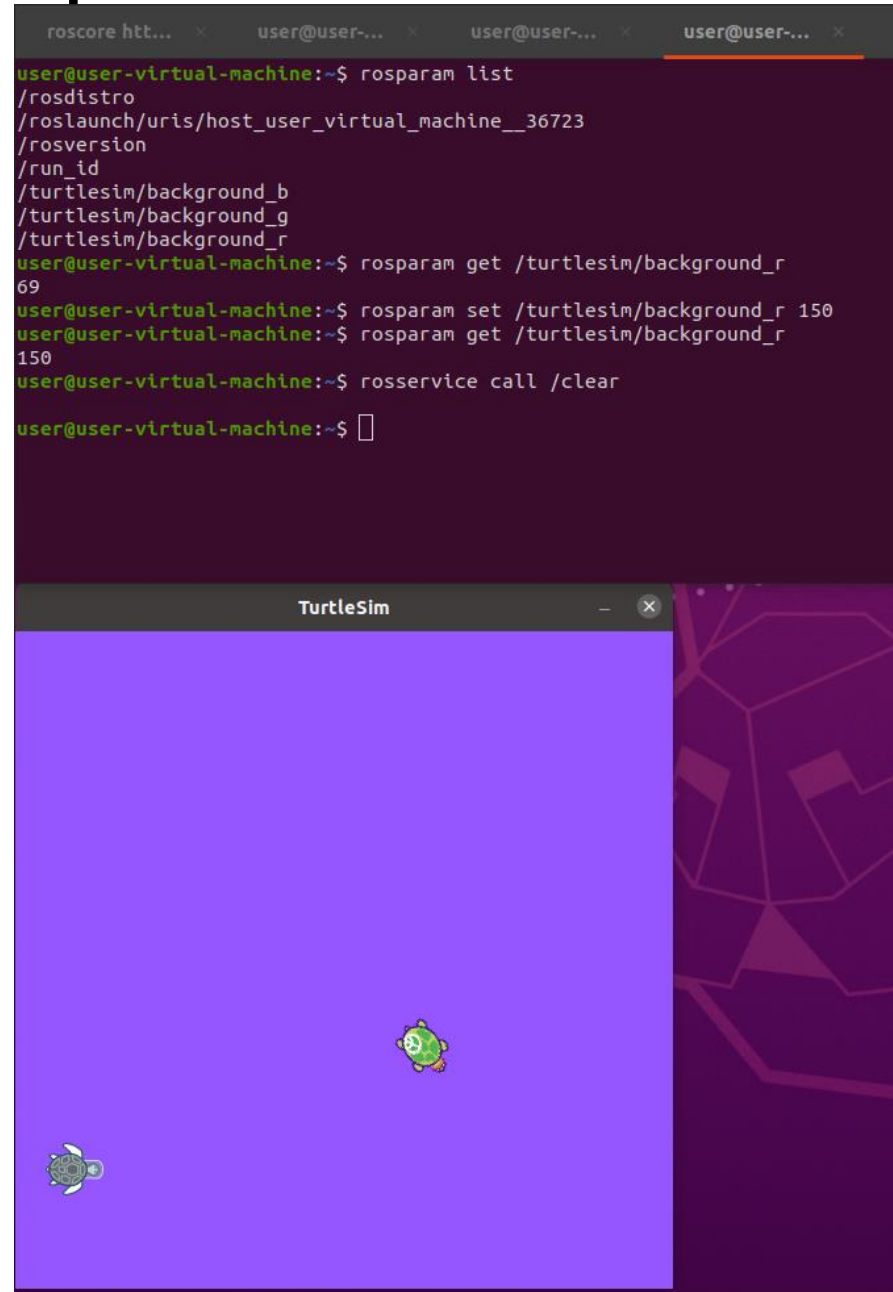 roscore htt... × user@user-... × user@user-... × user@user-... ×
user@user-virtual-machine:~$ rosparam list
/rosdistro
/roslaunch/uris/host_user_virtual_machine__36723
/rosversion
/run_id
/turtlesim/background_b
/turtlesim/background_g
/turtlesim/background_r
user@user-virtual-machine:~$ rosparam get /turtlesim/background_r
69
user@user-virtual-machine:~$ rosparam set /turtlesim/background_r 150
user@user-virtual-machine:~$ rosparam get /turtlesim/background_r
150
user@user-virtual-machine:~$ rosservice call /clear
user@user-virtual-machine:~$
TurtleSim